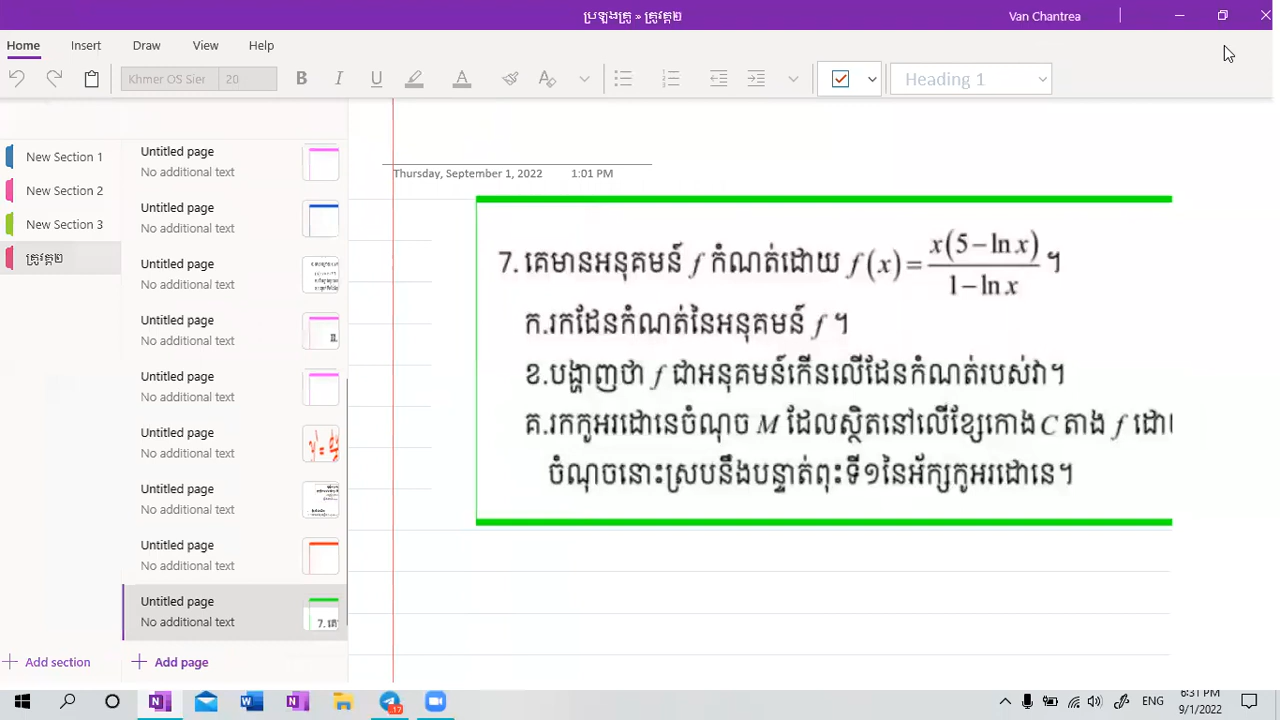 ប្រឡងគ្រូ » គ្រូវគ្គ២
Van Chantrea
Home Insert Draw View Help
Khmer OS Sier 20 B I U A Heading 1
Untitled page
No additional text
Untitled page
No additional text
Untitled page
No additional text
Untitled page
No additional text
Untitled page
No additional text
Untitled page
No additional text
Untitled page
No additional text
Untitled page
No additional text
Untitled page
No additional text
New Section 1
New Section 2
New Section 3
គ្រូវគ្គ២
Add section
Add page
Thursday, September 1, 2022 1:01 PM
7. គេមានអនុគមន៍ f កំណត់ដោយ f(x) = x(5 − ln x) / (1 − ln x) ។
ក.រកដែនកំណត់នៃអនុគមន៍ f ។
ខ.បង្ហាញថា f ជាអនុគមន៍កើនលើដែនកំណត់របស់វា។
គ.រកកូអរដោនេចំណុច M ដែលស្ថិតនៅលើខ្សែកោង C តាង f
ចំណុចនោះស្របនឹងបន្ទាត់ពុះទី១នៃអ័ក្សកូអរដោនេ។
17
ENG
6:31 PM
9/1/2022